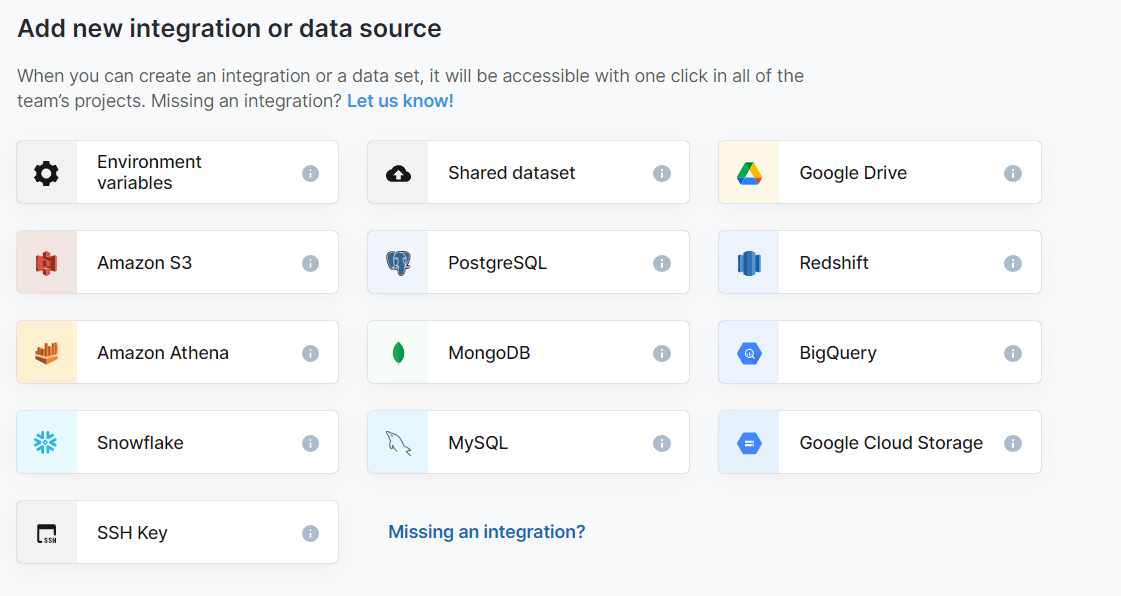 Add new integration or data source
When you can create an integration or a data set, it will be accessible with one click in all of the
team's projects. Missing an integration? Let us know!
Environment
variables
Shared dataset
Google Drive
Amazon S3
PostgreSQL
Redshift
Amazon Athena
MongoDB
BigQuery
Snowflake
MySQL
Google Cloud Storage
SSH
SSH Key
Missing an integration?